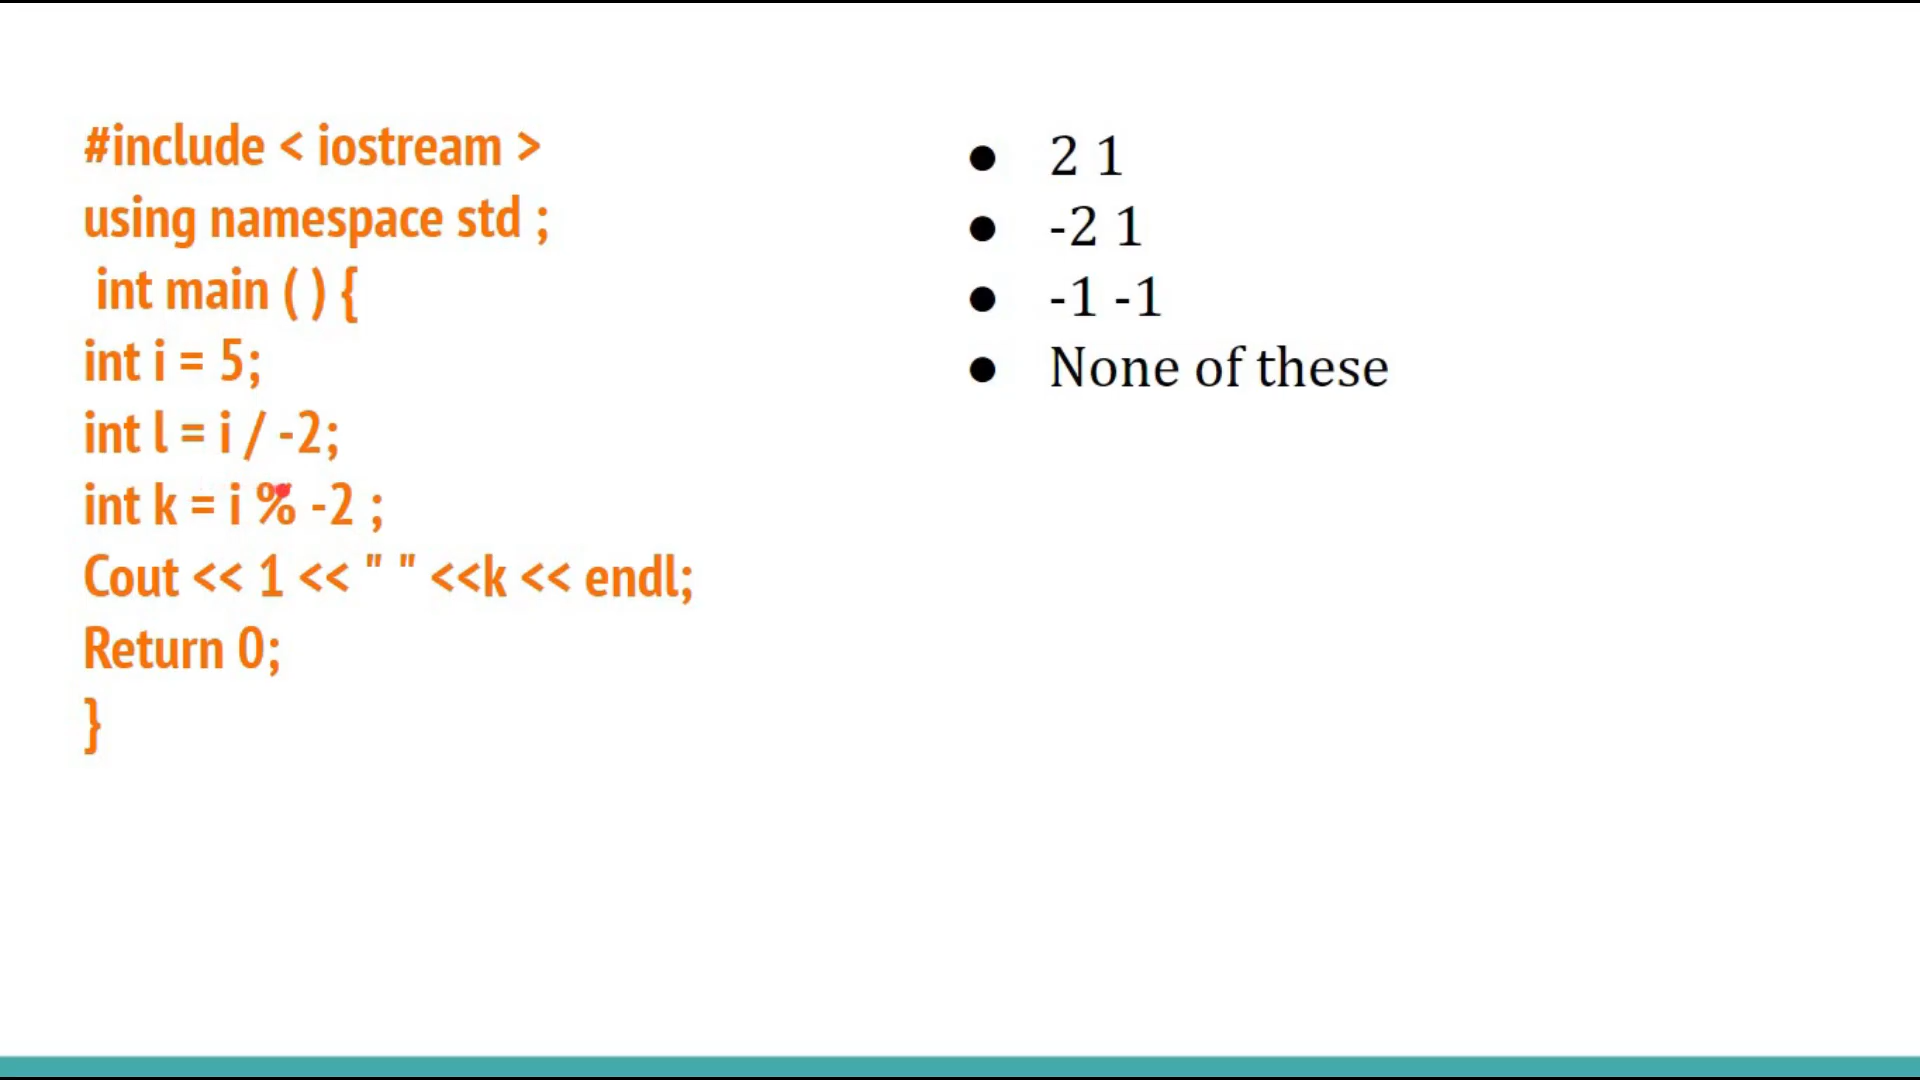 #include < iostream >
using namespace std ;
int main ( ) {
int i = 5;
int l = i / -2;
int k = i % -2 ;
Cout << 1 << " " <<k << endl;
Return 0;
}
● 2 1
● -2 1
● -1 -1
● None of these